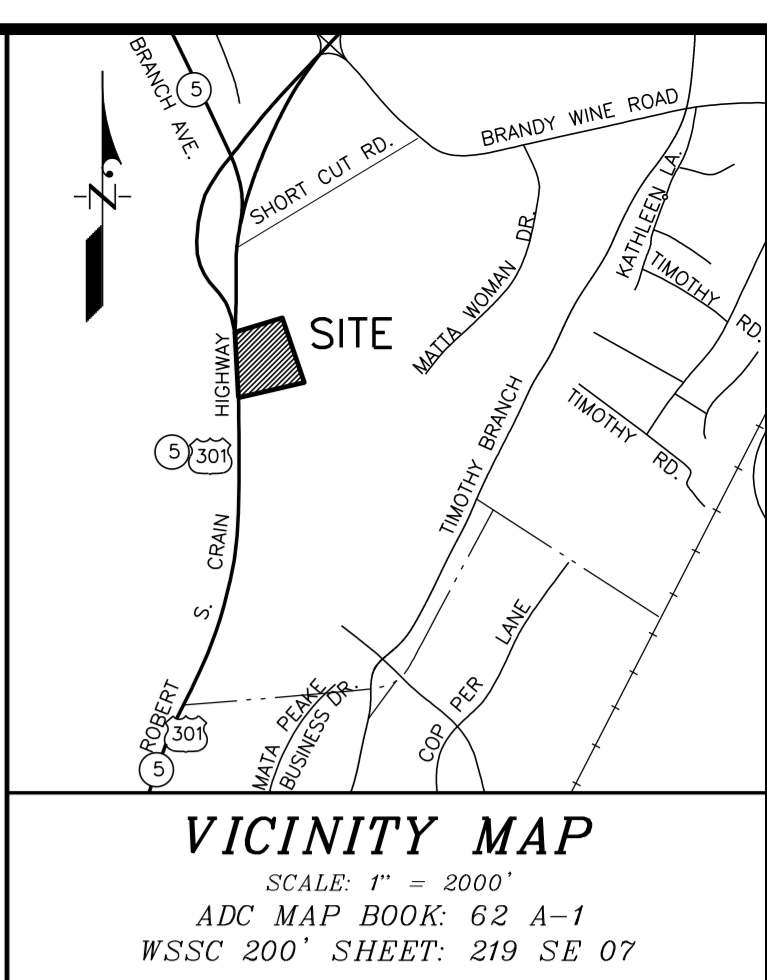 BRANCH AVE.
5
BRANDY WINE ROAD
SHORT CUT RD.
KATHLEEN LA.
N
MATTA WOMAN DR.
TIMOTHY RD.
SITE
HIGHWAY
TIMOTHY BRANCH
TIMOTHY RD.
5
301
CRAIN
S.
COP PER LANE
ROBERT
301
5
MATA PEAKE
BUSINESS DR.
VICINITY MAP
SCALE: 1" = 2000'
ADC MAP BOOK: 62 A-1
WSSC 200' SHEET: 219 SE 07